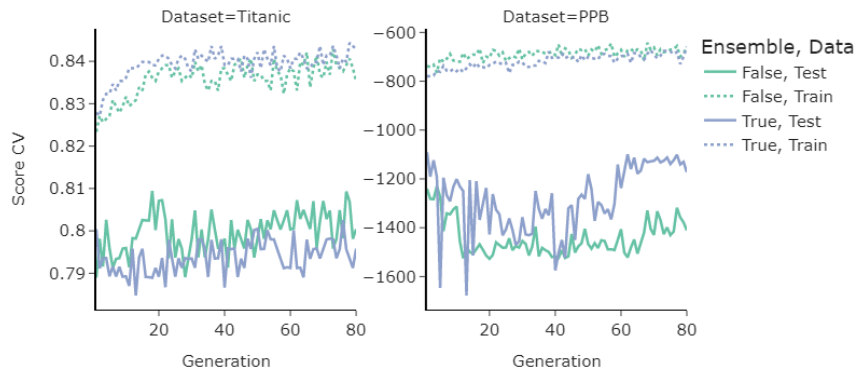 Dataset=Titanic
Dataset=PPB
Score CV
0.84
0.83
0.82
0.81
0.8
0.79
20
40
60
80
Generation
−600
−800
−1000
−1200
−1400
−1600
20
40
60
80
Generation
Ensemble, Data
False, Test
False, Train
True, Test
True, Train